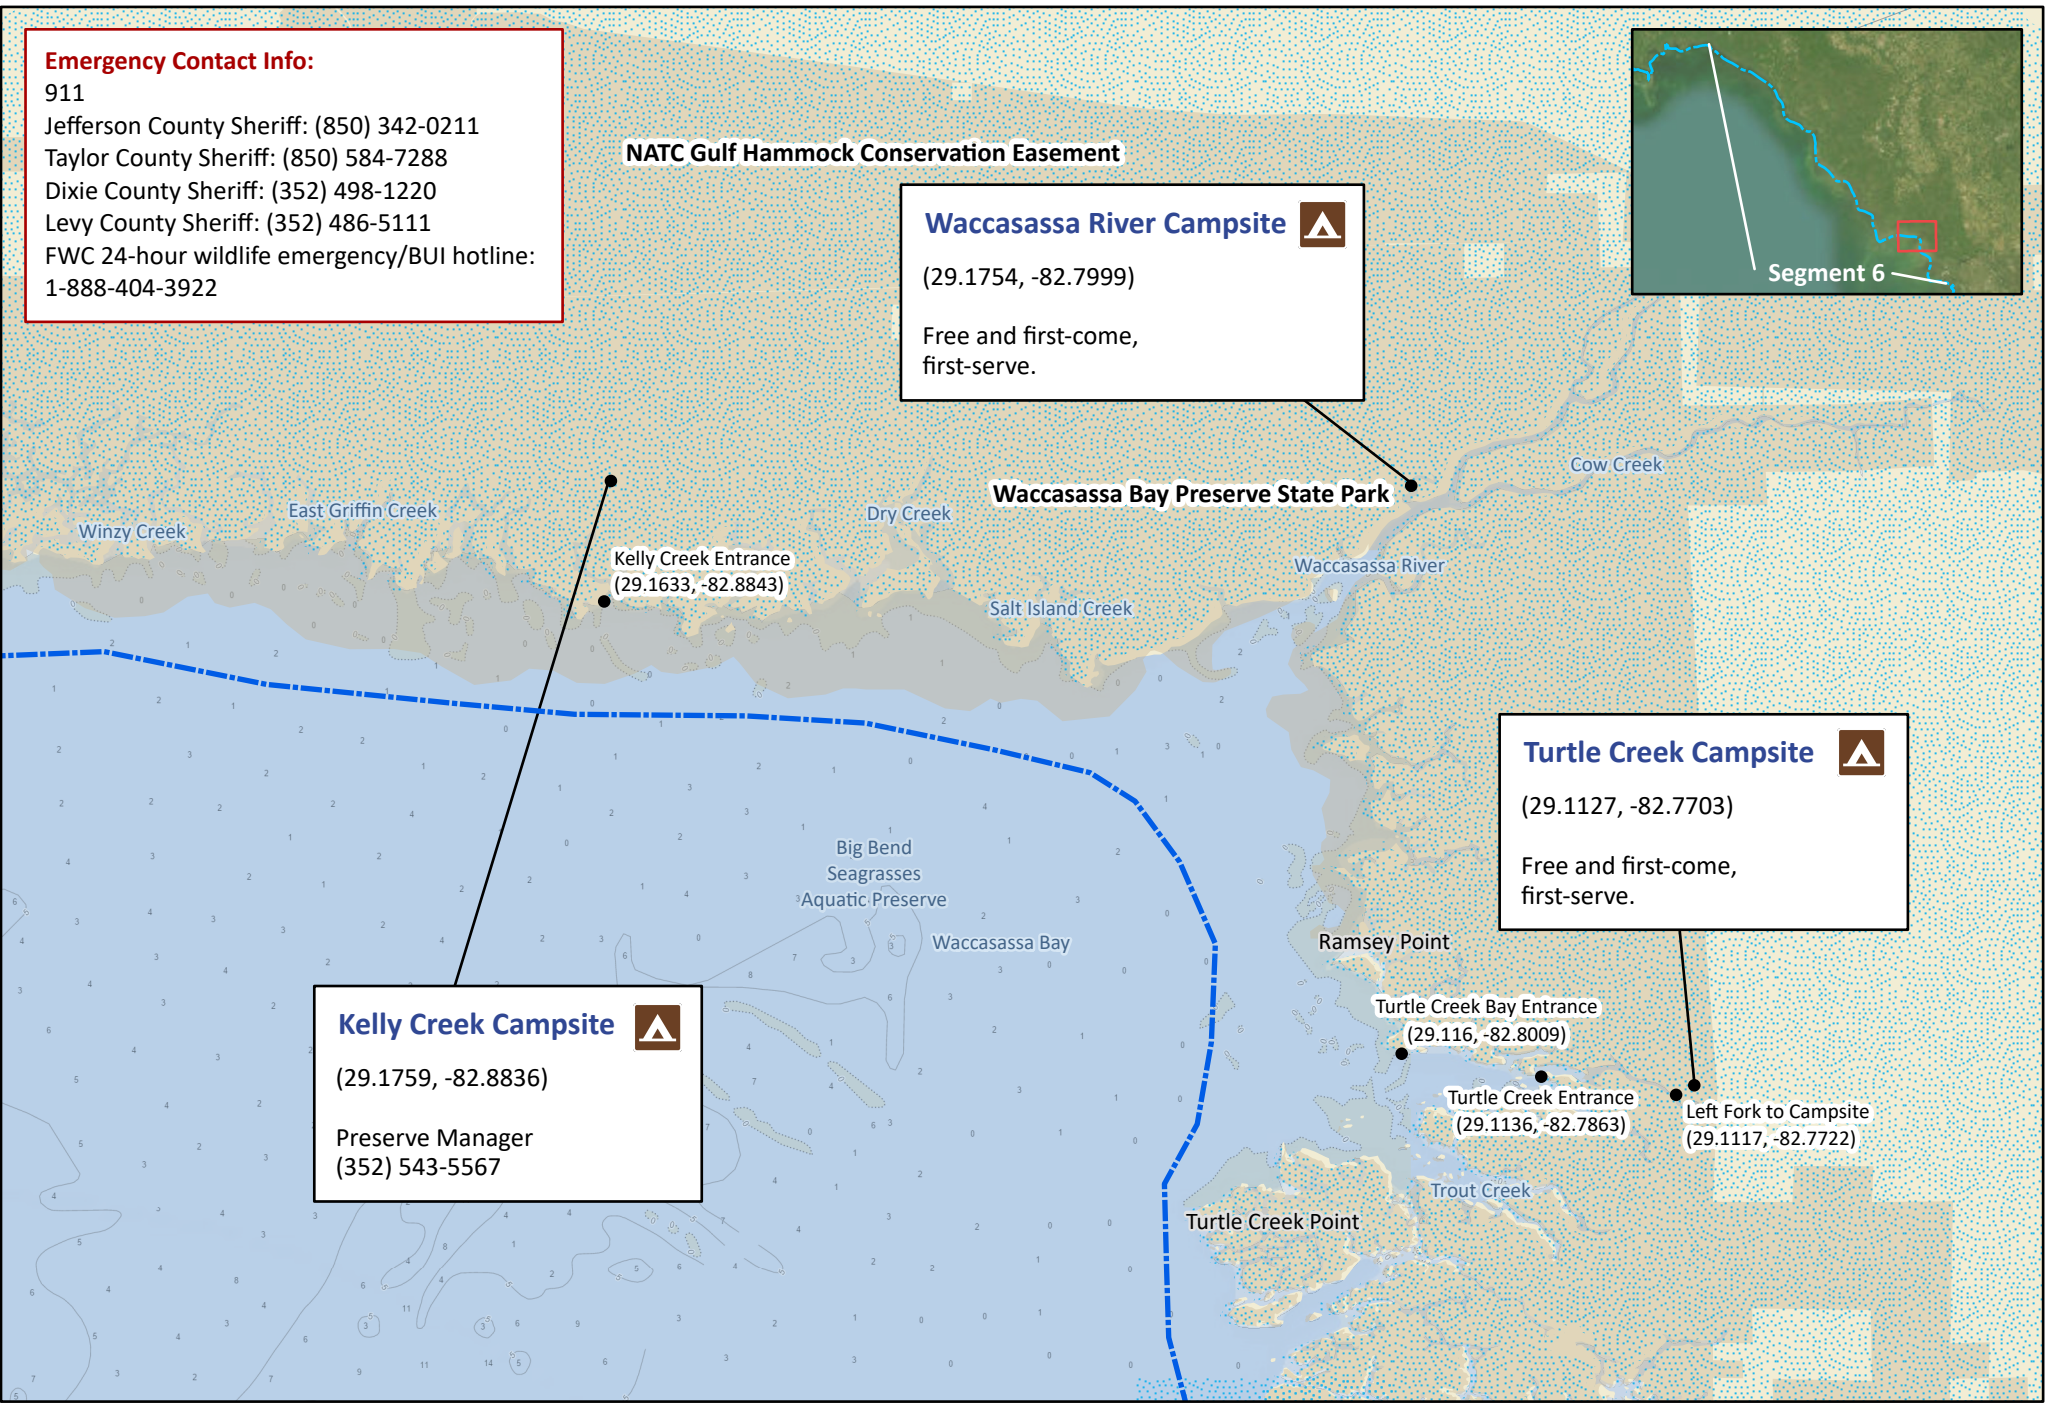 Emergency Contact Info:
911
Jefferson County Sheriff: (850) 342-0211
Taylor County Sheriff: (850) 584-7288
Dixie County Sheriff: (352) 498-1220
Levy County Sheriff: (352) 486-5111
FWC 24-hour wildlife emergency/BUI hotline:
1-888-404-3922
NATC Gulf Hammock Conservation Easement
Segment 6
Waccasassa River Campsite
(29.1754, -82.7999)
Free and first-come,
first-serve.
Cow Creek
Waccasassa Bay Preserve State Park
East Griffin Creek
Dry Creek
Winzy Creek
Kelly Creek Entrance
(29.1633, -82.8843)
Waccasassa River
Salt Island Creek
Turtle Creek Campsite
(29.1127, -82.7703)
Free and first-come,
first-serve.
Big Bend
Seagrasses
Aquatic Preserve
Waccasassa Bay
Ramsey Point
Kelly Creek Campsite
(29.1759, -82.8836)
Preserve Manager
(352) 543-5567
Turtle Creek Bay Entrance
(29.116, -82.8009)
Turtle Creek Entrance
(29.1136, -82.7863)
Left Fork to Campsite
(29.1117, -82.7722)
Trout Creek
Turtle Creek Point